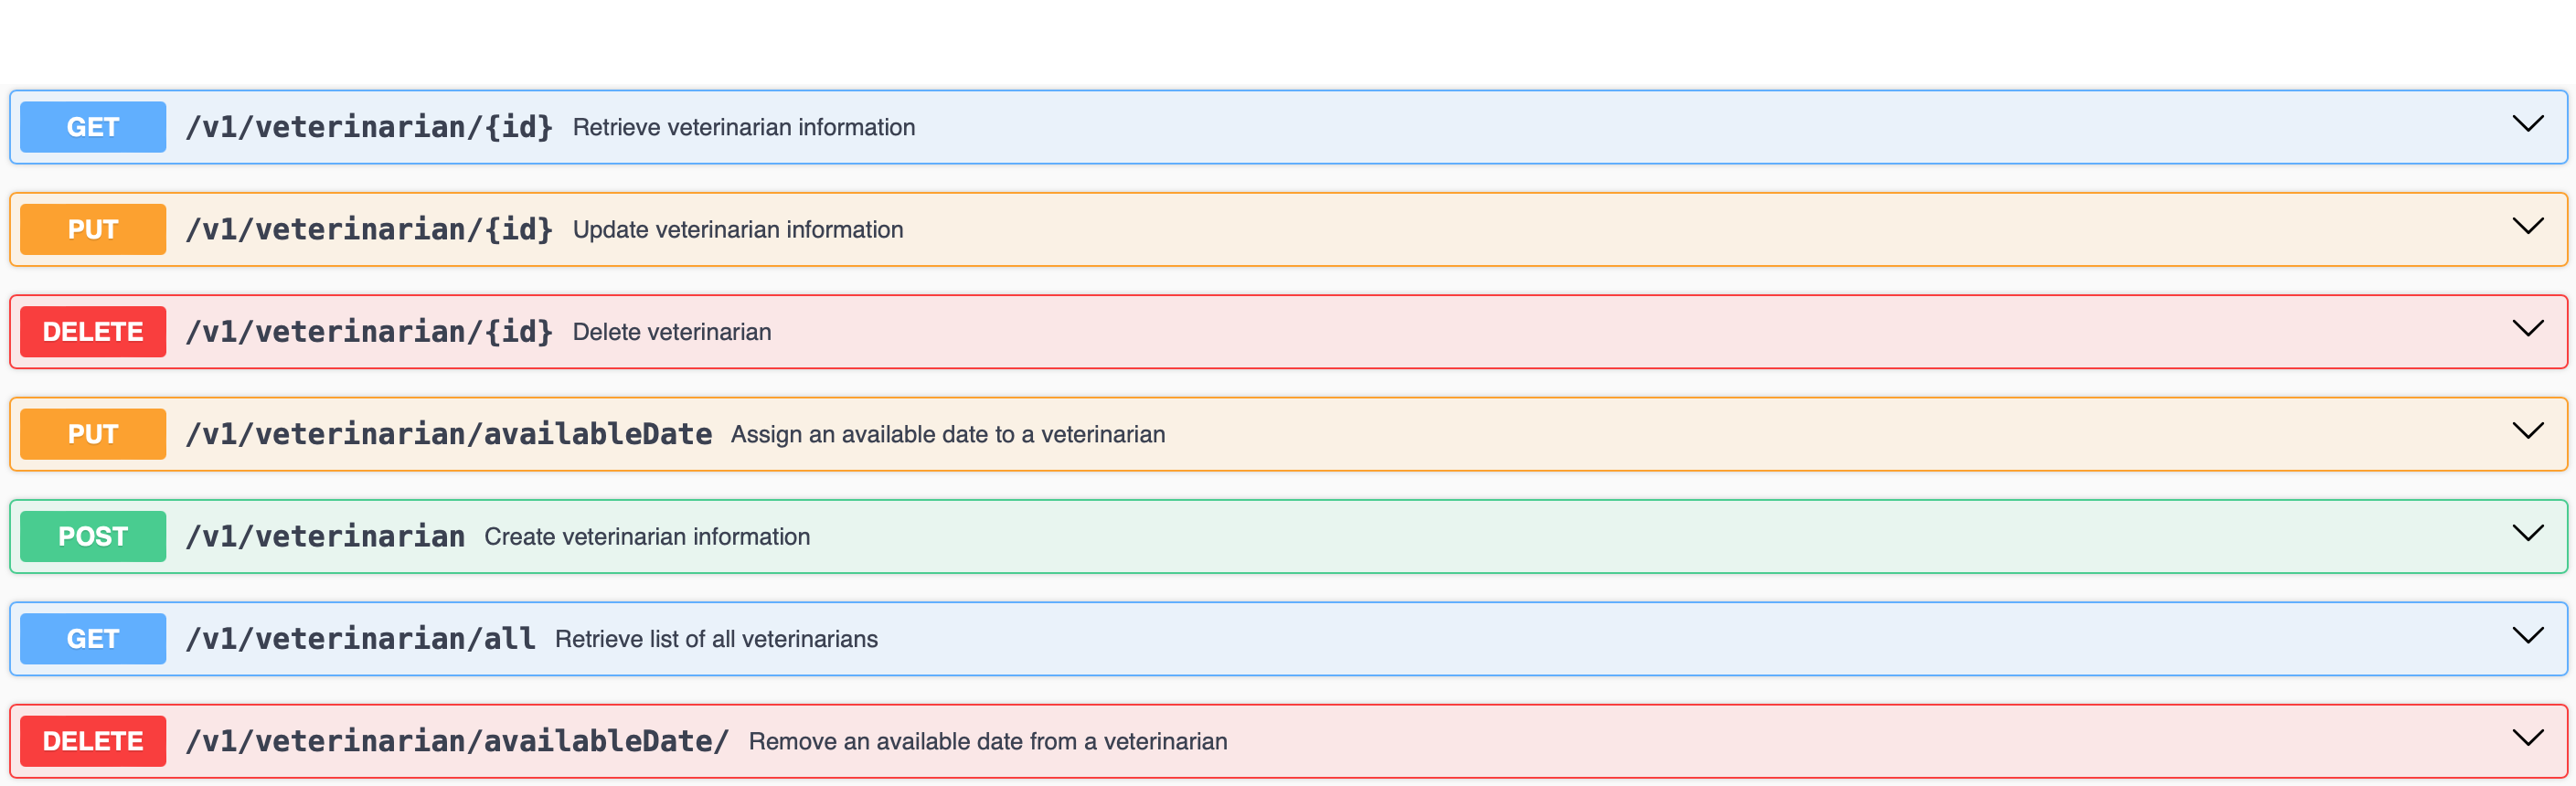 GET /v1/veterinarian/{id} Retrieve veterinarian information
PUT /v1/veterinarian/{id} Update veterinarian information
DELETE /v1/veterinarian/{id} Delete veterinarian
PUT /v1/veterinarian/availableDate Assign an available date to a veterinarian
POST /v1/veterinarian Create veterinarian information
GET /v1/veterinarian/all Retrieve list of all veterinarians
DELETE /v1/veterinarian/availableDate/ Remove an available date from a veterinarian